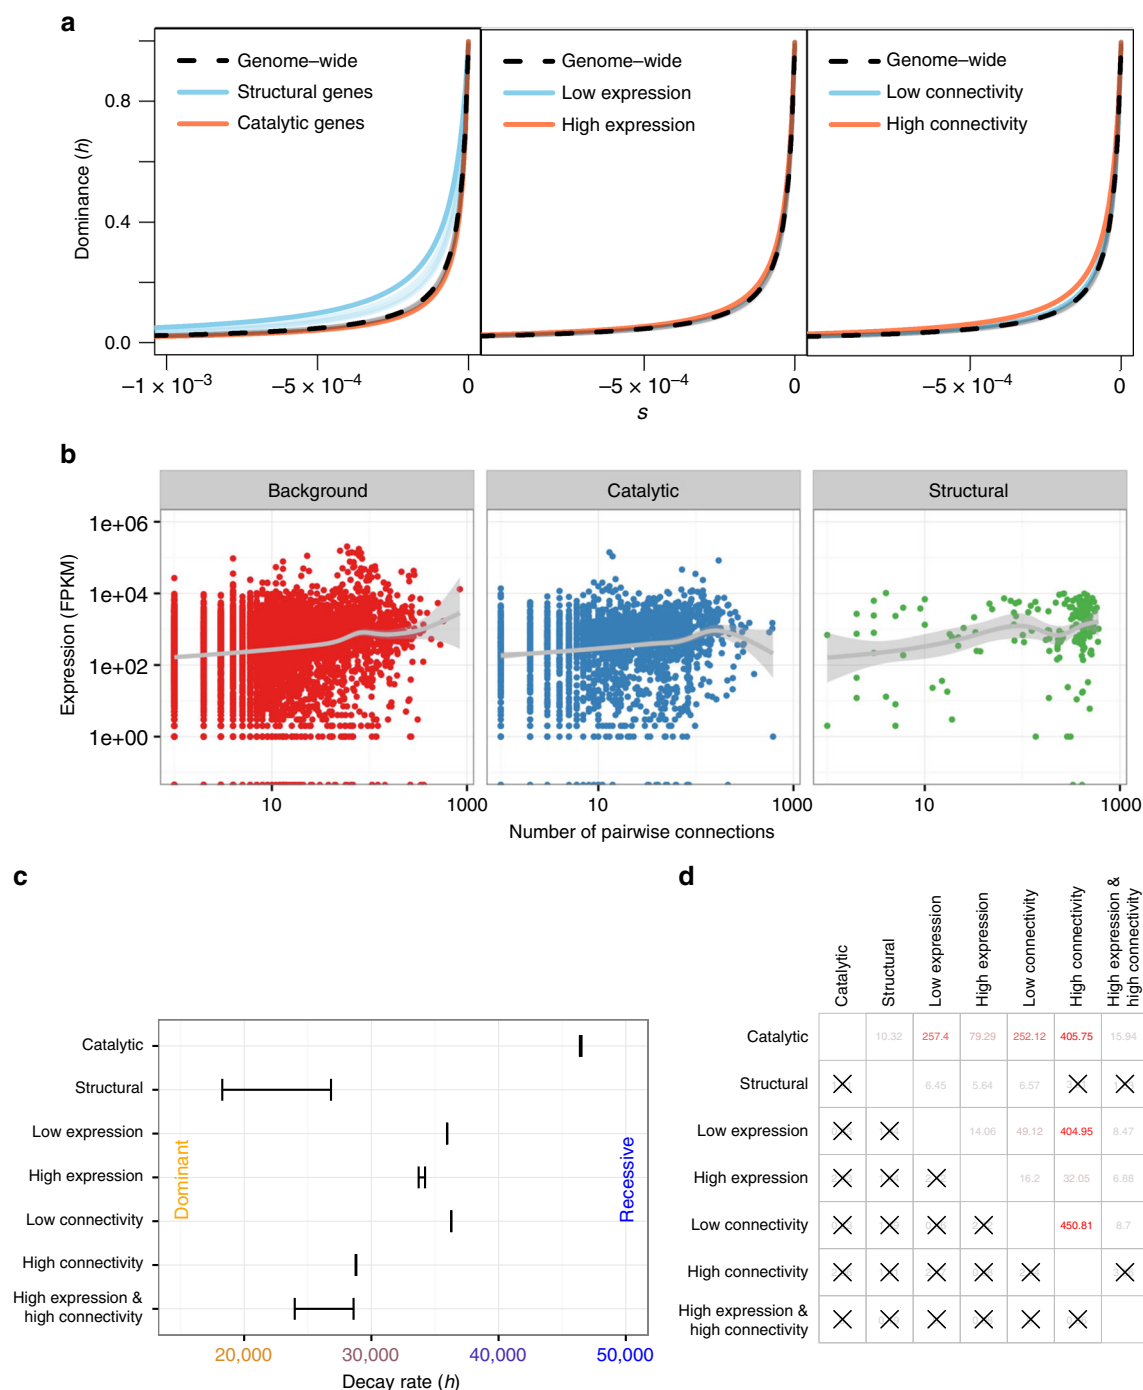 a
Genome–wide
Structural genes
Catalytic genes
Genome–wide
Low expression
High expression
Genome–wide
Low connectivity
High connectivity
Dominance (h)
0.8
0.4
0.0
–1 × 10⁻³
–5 × 10⁻⁴
0
–5 × 10⁻⁴
0
–5 × 10⁻⁴
0
s
b
Background
Catalytic
Structural
Expression (FPKM)
1e+06
1e+04
1e+02
1e+00
10
1000
10
1000
10
1000
Number of pairwise connections
c
Catalytic
Structural
Low expression
High expression
Low connectivity
High connectivity
High expression &
high connectivity
Dominant
Recessive
20,000
30,000
40,000
50,000
Decay rate (h)
d
Catalytic
Structural
Low expression
High expression
Low connectivity
High connectivity
High expression &
high connectivity
Catalytic
10.32
257.4
79.29
252.12
405.75
15.94
Structural
6.45
5.64
6.57
Low expression
14.06
49.12
404.95
8.47
High expression
16.2
32.05
6.88
Low connectivity
450.81
8.7
High connectivity
High expression &
high connectivity